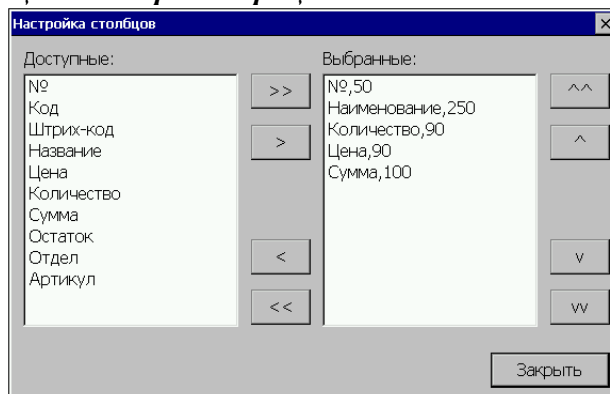 Настройка столбцов
Доступные:
№
Код
Штрих-код
Название
Цена
Количество
Сумма
Остаток
Отдел
Артикул
>>
>
<
<<
Выбранные:
№,50
Наименование,250
Количество,90
Цена,90
Сумма,100
^^
^
v
vv
Закрыть